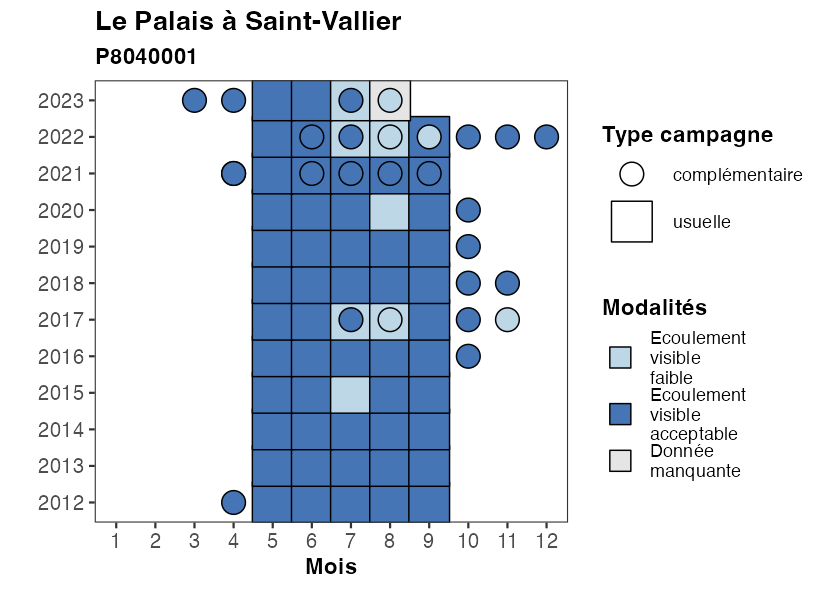 Le Palais à Saint-Vallier
P8040001
2023
2022
2021
2020
2019
2018
2017
2016
2015
2014
2013
2012
1 2 3 4 5 6 7 8 9 10 11 12
Mois
Type campagne
complémentaire
usuelle
Modalités
Ecoulement
visible
faible
Ecoulement
visible
acceptable
Donnée
manquante